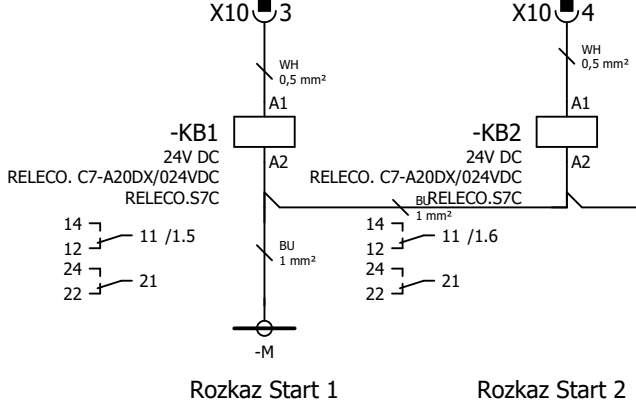 X10 3
WH
0,5 mm²
A1
-KB1
24V DC
A2
RELECO. C7-A20DX/024VDC
RELECO.S7C
14
12
11 /1.5
24
22
21
BU
1 mm²
-M
Rozkaz Start 1
X10 4
WH
0,5 mm²
A1
-KB2
24V DC
A2
RELECO. C7-A20DX/024VDC
RELECO.S7C
BU
1 mm²
14
12
11 /1.6
24
22
21
Rozkaz Start 2